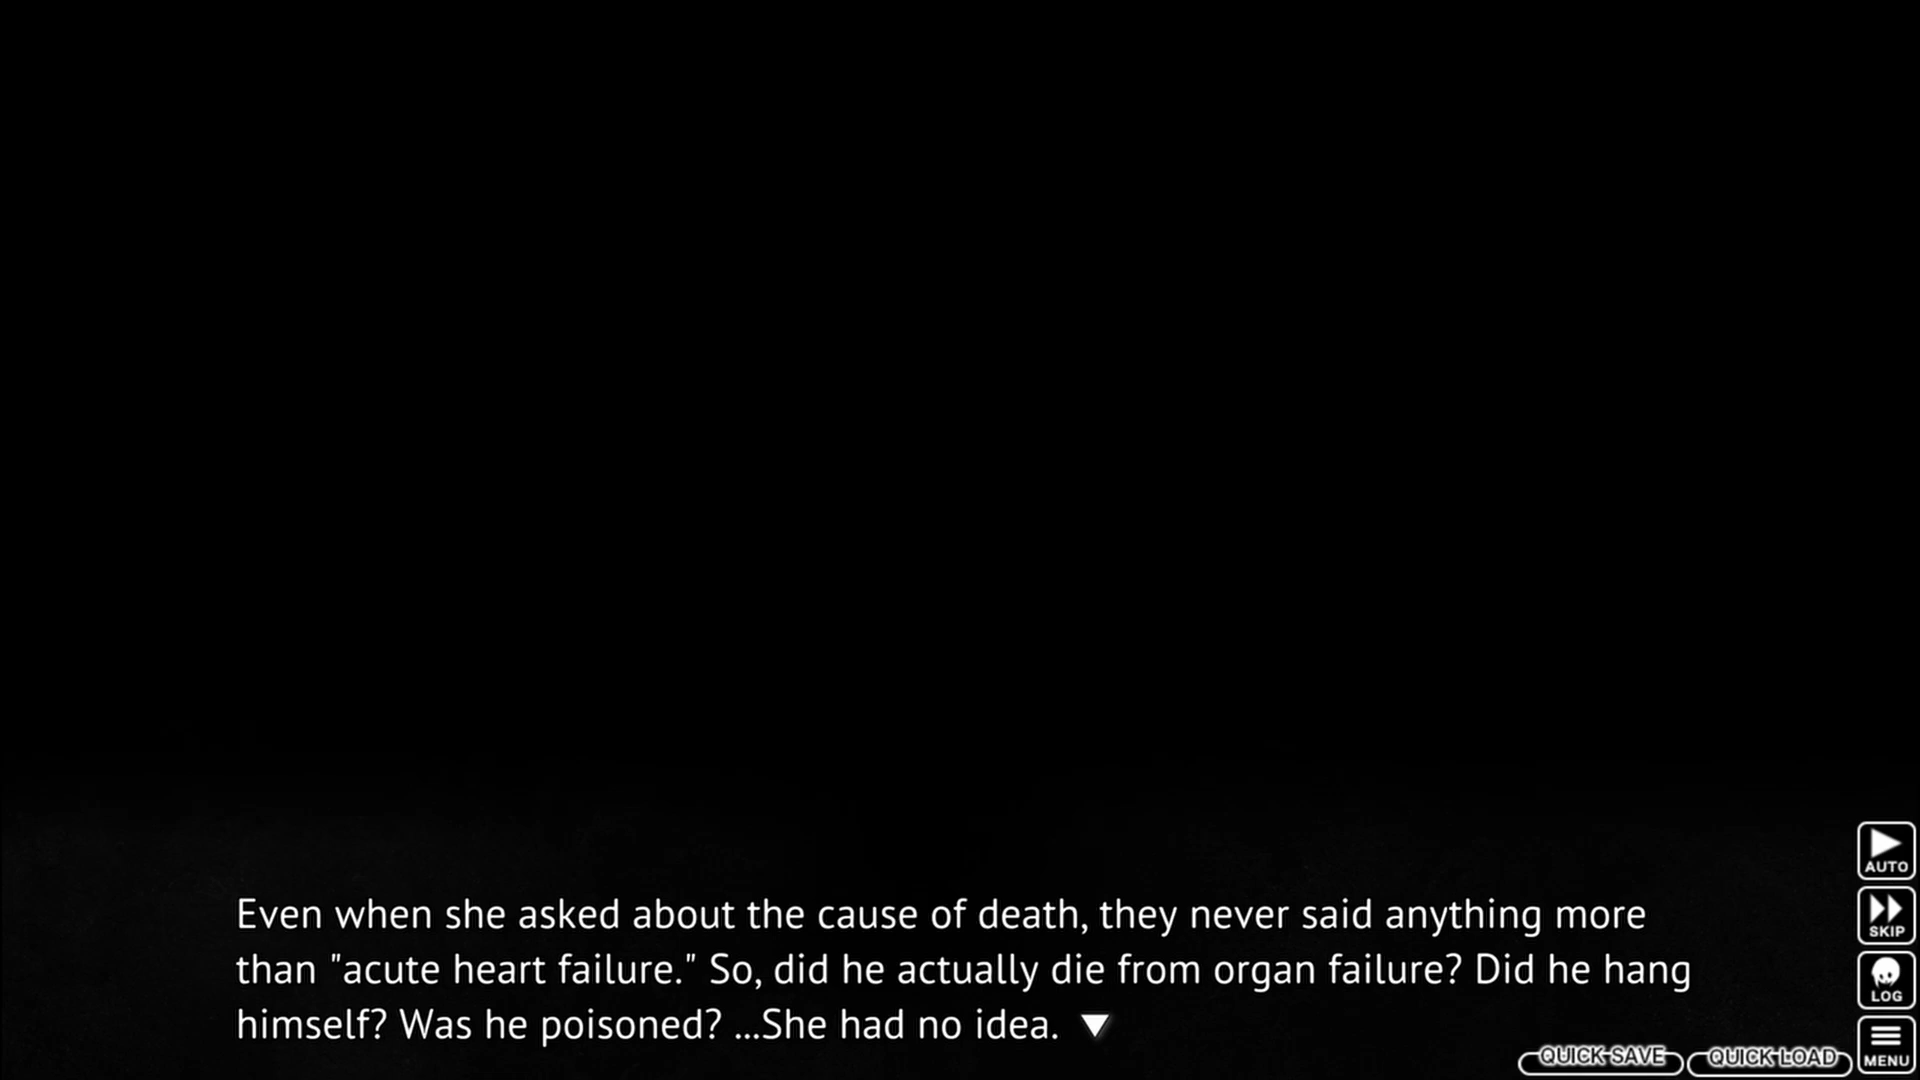 Even when she asked about the cause of death, they never said anything more
than "acute heart failure." So, did he actually die from organ failure? Did he hang
himself? Was he poisoned? ...She had no idea.
AUTO
SKIP
LOG
MENU
QUICK SAVE QUICK LOAD